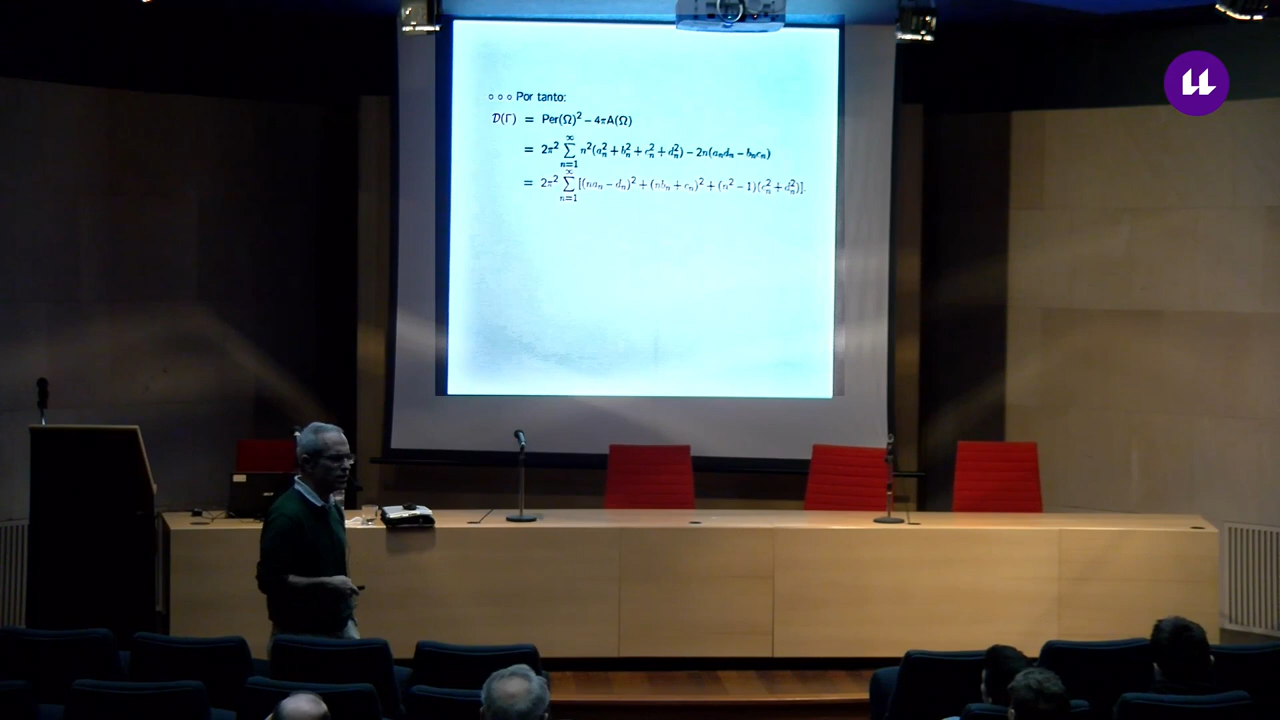 ∘ ∘ ∘ Por tanto:
𝒟(Γ) = Per(Ω)² − 4πA(Ω)
= 2π² ∑_{n=1}^{∞} n²(a_n² + b_n² + c_n² + d_n²) − 2n(a_n d_n − b_n c_n)
= 2π² ∑_{n=1}^{∞} [(na_n − d_n)² + (nb_n + c_n)² + (n² − 1)(c_n² + d_n²)].